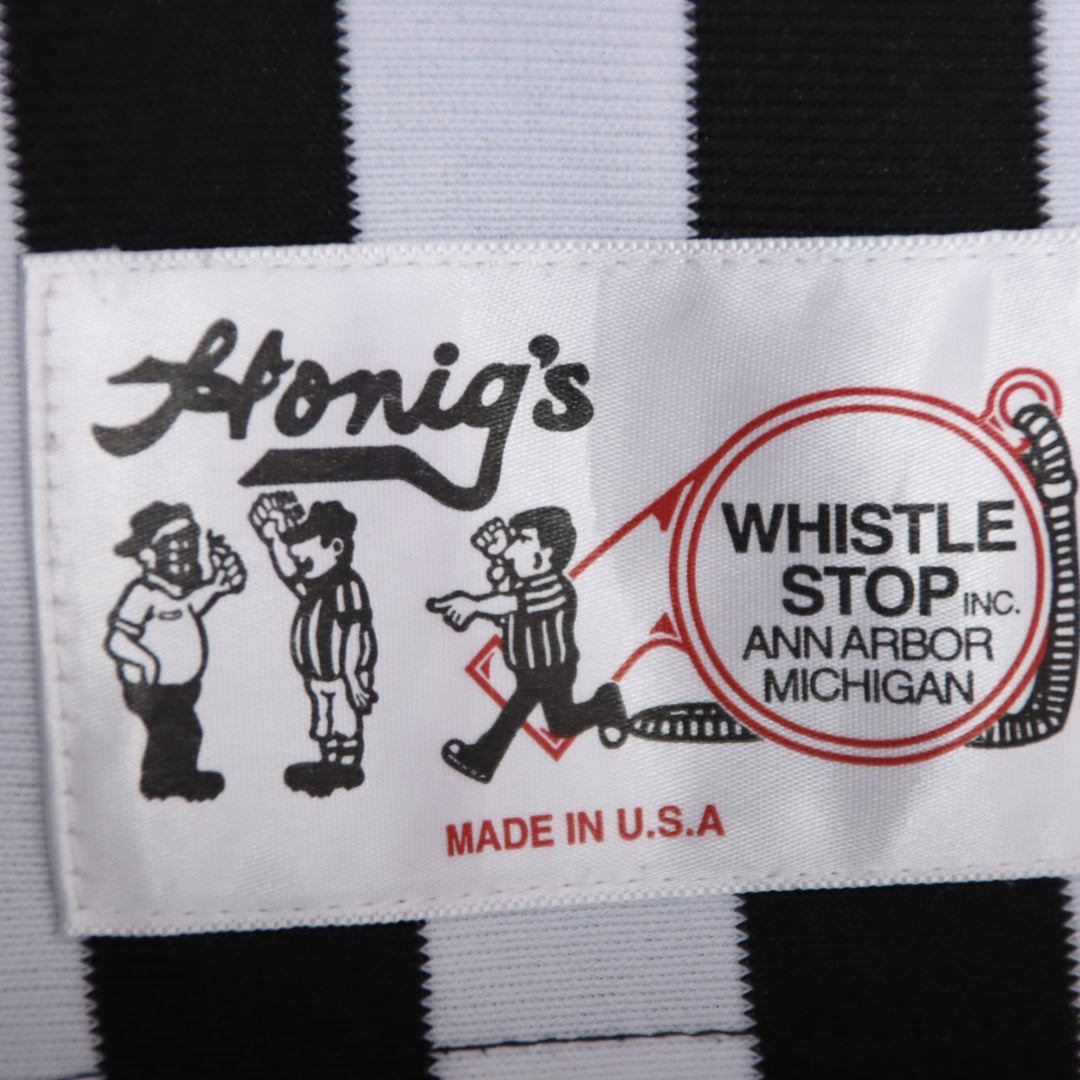 Honig's
WHISTLE
STOP INC.
ANN ARBOR
MICHIGAN
MADE IN U.S.A